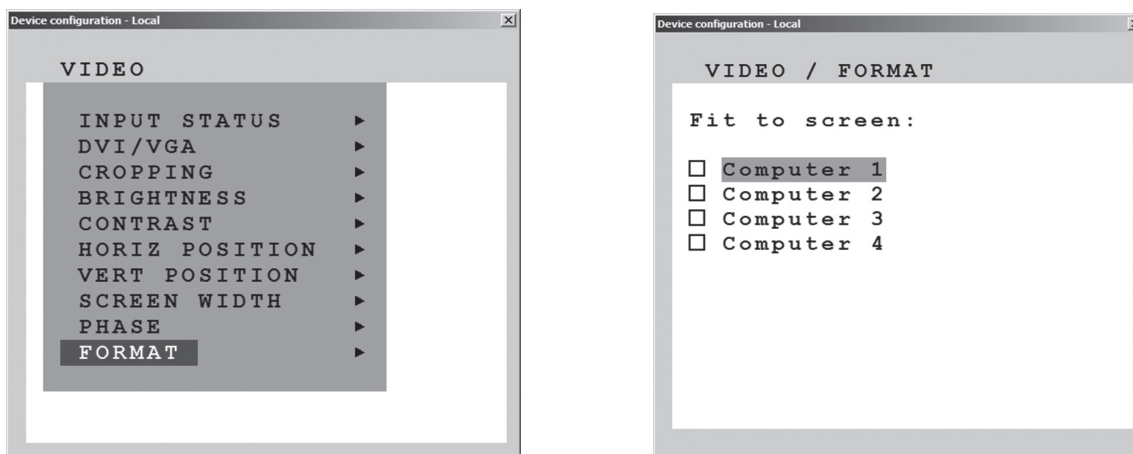 Device configuration - Local
VIDEO
INPUT STATUS
DVI/VGA
CROPPING
BRIGHTNESS
CONTRAST
HORIZ POSITION
VERT POSITION
SCREEN WIDTH
PHASE
FORMAT
Device configuration - Local
VIDEO / FORMAT
Fit to screen:
Computer 1
Computer 2
Computer 3
Computer 4